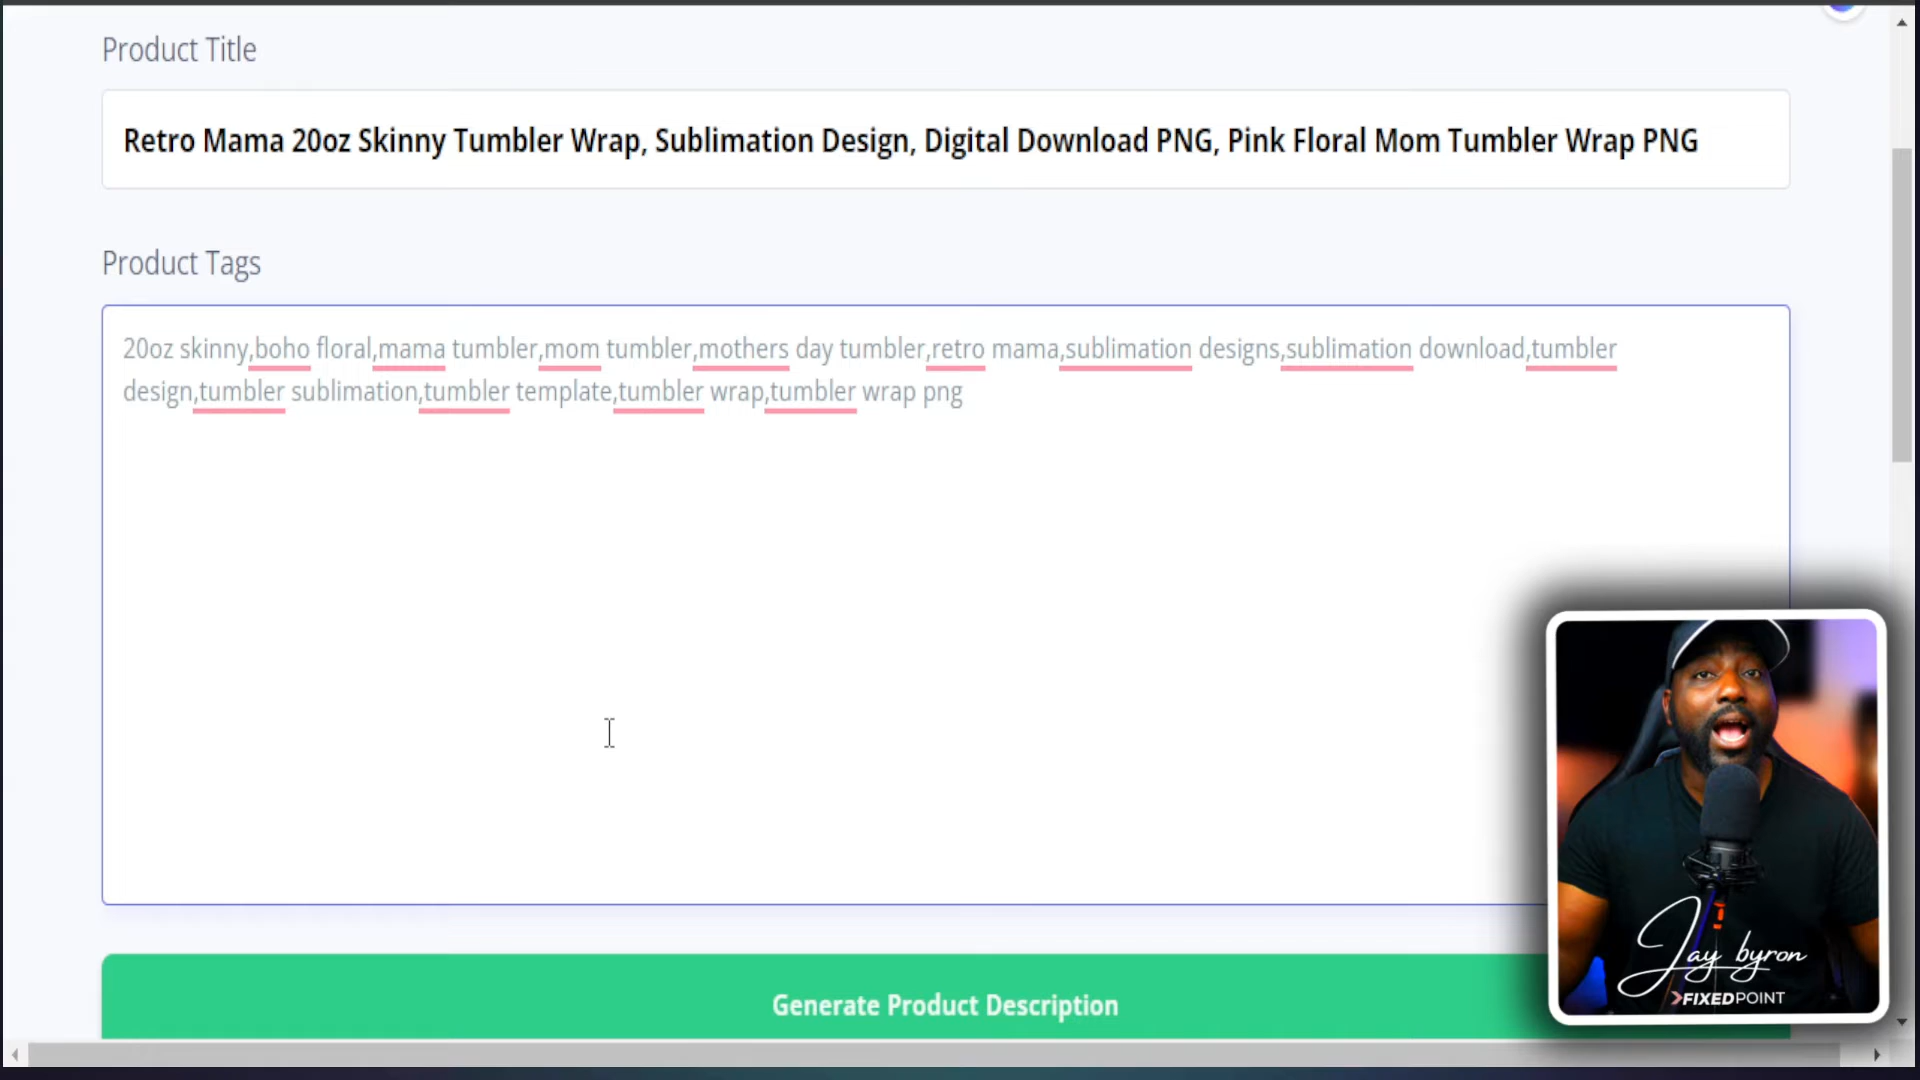 Product Title
Retro Mama 20oz Skinny Tumbler Wrap, Sublimation Design, Digital Download PNG, Pink Floral Mom Tumbler Wrap PNG
Product Tags
20oz skinny,boho floral,mama tumbler,mom tumbler,mothers day tumbler,retro mama,sublimation designs,sublimation download,tumbler
design,tumbler sublimation,tumbler template,tumbler wrap,tumbler wrap png
Generate Product Description
Jay byron
FIXEDPOINT